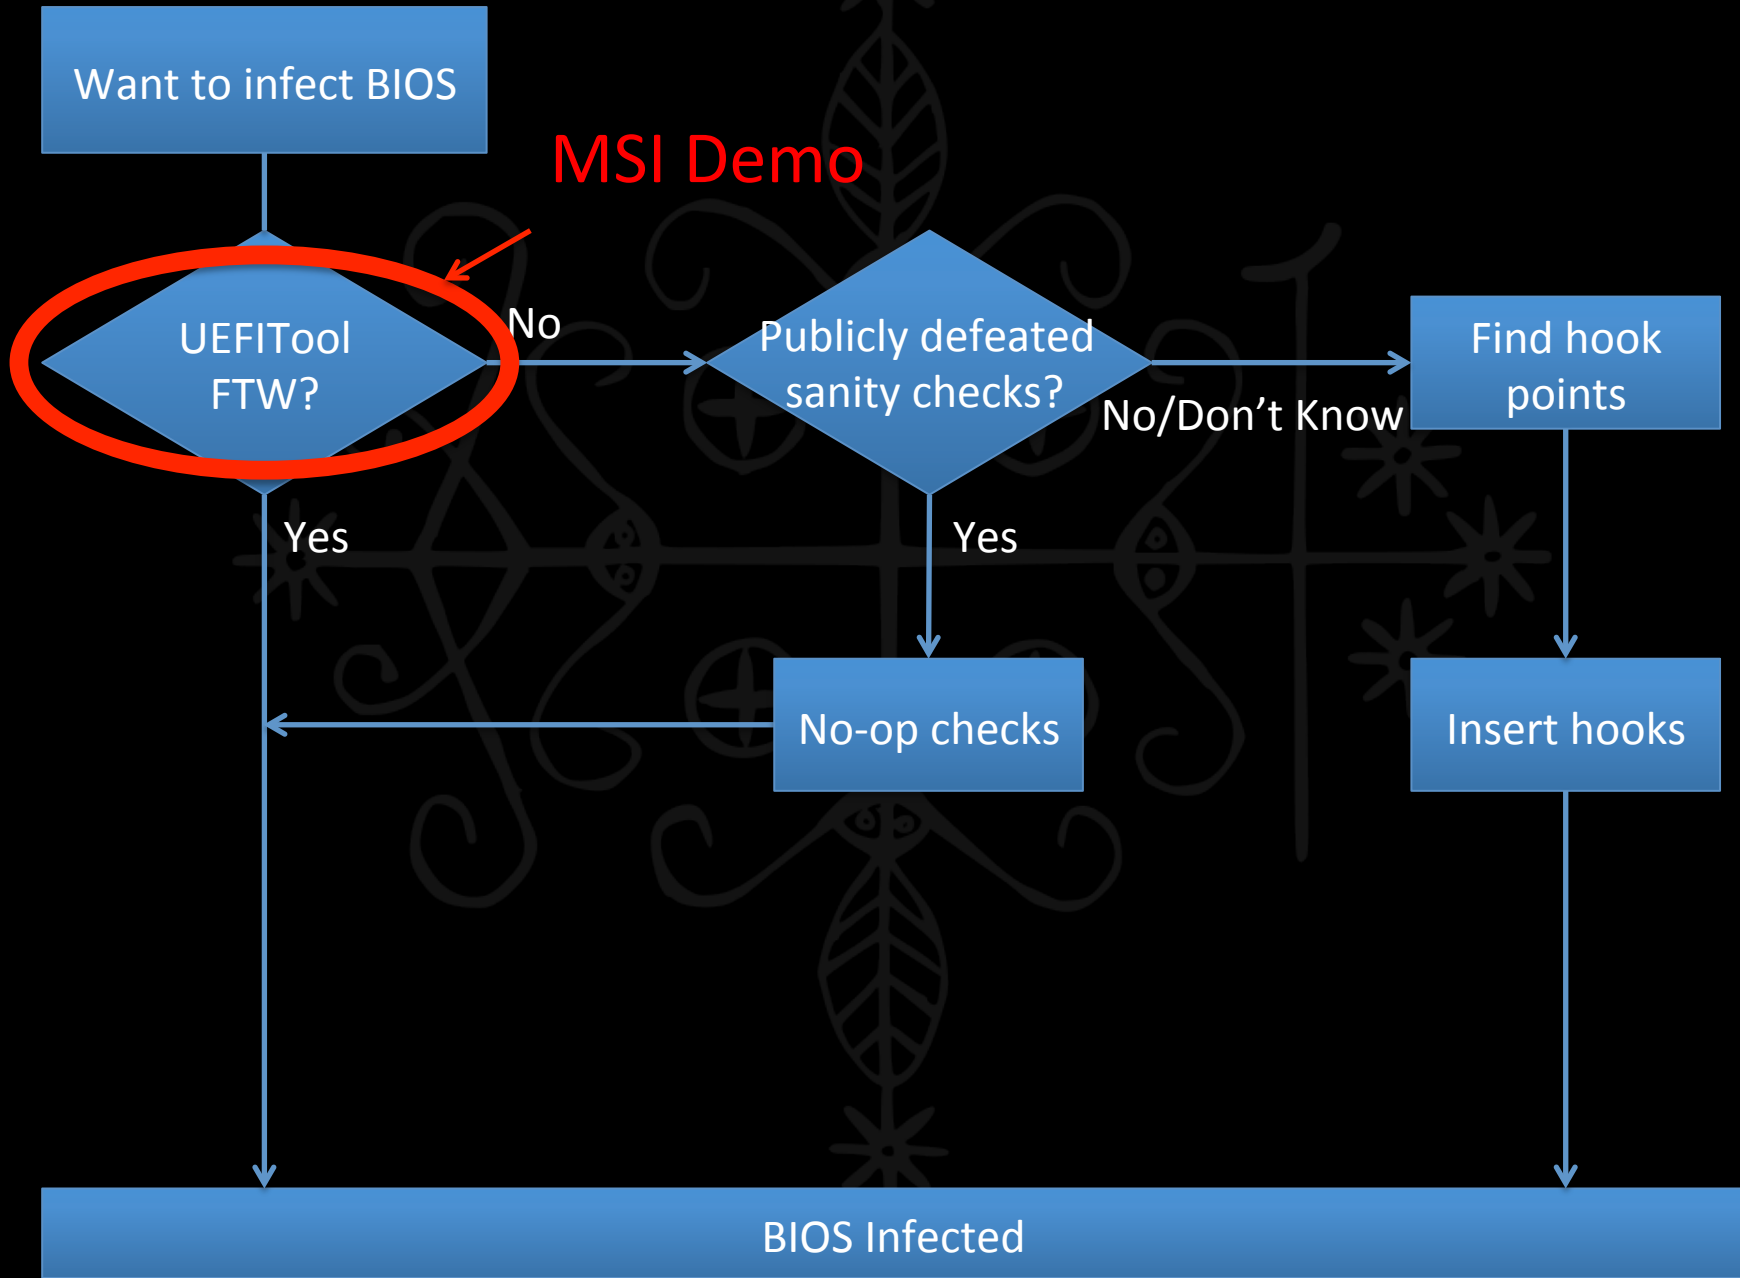 Want to infect BIOS
MSI Demo
UEFITool
FTW?
No
Publicly defeated
sanity checks?
No/Don’t Know
Find hook
points
Yes
Yes
No-op checks
Insert hooks
BIOS Infected